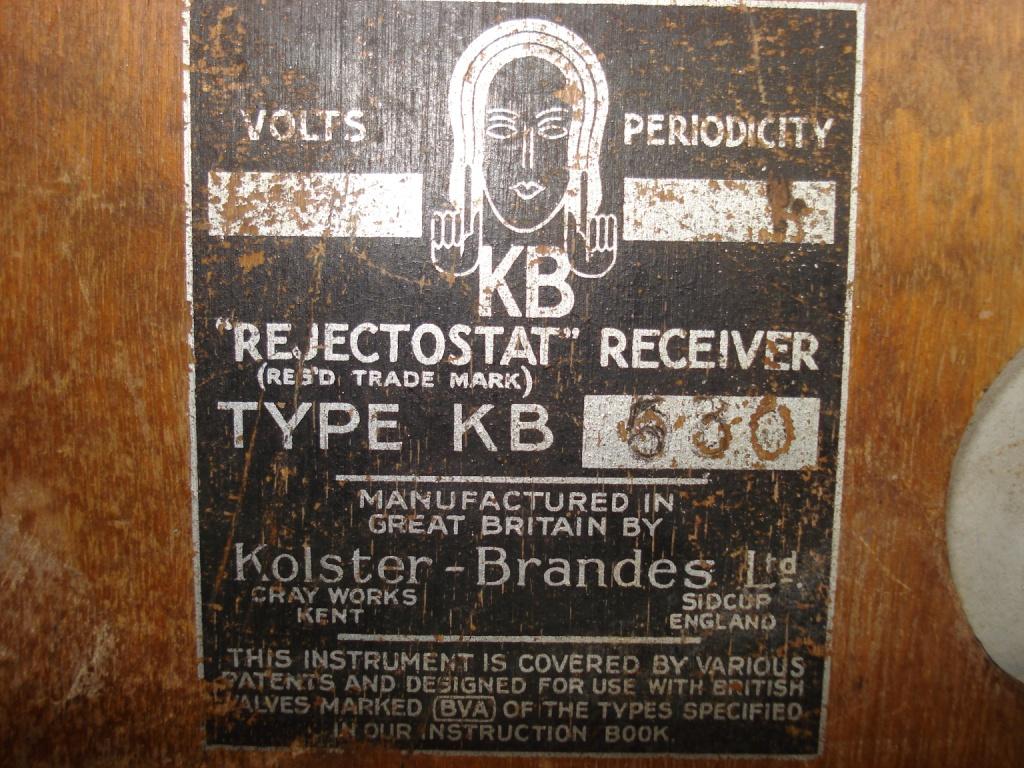 VOLTS
PERIODICITY
KB
"REJECTOSTAT" RECEIVER
(REG'D TRADE MARK)
TYPE KB 630
MANUFACTURED IN
GREAT BRITAIN BY
Kolster-Brandes Ltd.
CRAY WORKS
KENT
SIDCUP
ENGLAND
THIS INSTRUMENT IS COVERED BY VARIOUS
PATENTS AND DESIGNED FOR USE WITH BRITISH
VALVES MARKED (BVA) OF THE TYPES SPECIFIED
IN OUR INSTRUCTION BOOK.